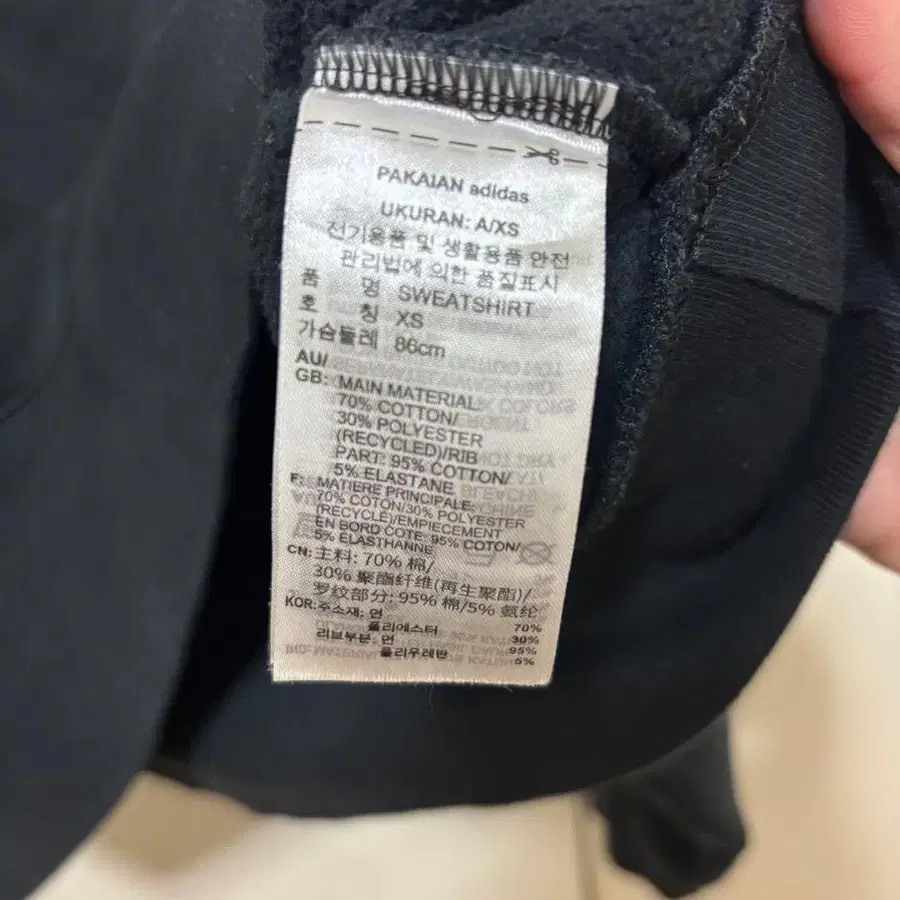 PAKAIAN adidas
UKURAN: A/XS
전기용품 및 생활용품 안전
관리법에 의한 품질표시
품 명 SWEATSHIRT
호 칭 XS
가슴둘레 86cm
AU/
GB: MAIN MATERIAL:
70% COTTON/
30% POLYESTER
(RECYCLED)/RIB
PART: 95% COTTON/
5% ELASTANE
F: MATIERE PRINCIPALE:
70% COTON/30% POLYESTER
(RECYCLE)/EMPIECEMENT
EN BORD COTE: 95% COTON/
5% ELASTHANNE
CN: 主料: 70% 棉/
30% 聚酯纤维(再生聚酯)/
罗纹部分: 95% 棉/5% 氨纶
KOR: 주소재: 면 70%
폴리에스터 30%
리브부분: 면 95%
폴리우레탄 5%